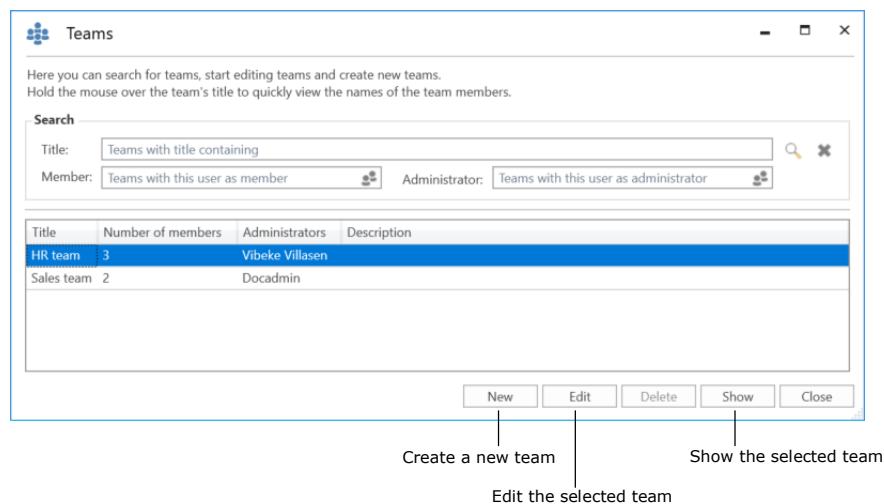 Teams
Here you can search for teams, start editing teams and create new teams.
Hold the mouse over the team's title to quickly view the names of the team members.
Search
Title: Teams with title containing
Member: Teams with this user as member Administrator: Teams with this user as administrator
Title Number of members Administrators Description
HR team 3 Vibeke Villasen
Sales team 2 Docadmin
New Edit Delete Show Close
Create a new team Show the selected team
Edit the selected team